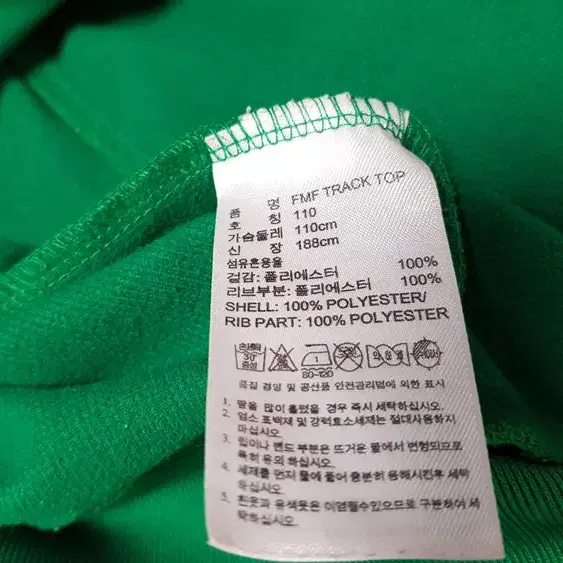 품 명 FMF TRACK TOP
호 칭 110
가슴둘레 110cm
신 장 188cm
섬유혼용율
겉감: 폴리에스터 100%
리브부분: 폴리에스터 100%
SHELL: 100% POLYESTER/
RIB PART: 100% POLYESTER
손세탁
30°
중성
80~120
품질 경영 및 공산품 안전관리법에 의한 표시
1. 땀을 많이 흘렸을 경우 즉시 세탁하십시오.
2. 염소 표백제 및 강력효소세제는 절대사용하지
마십시오.
3. 립이나 밴드 부분은 뜨거운 물에서 변형되므로
특히 유의 하십시오.
4. 세제를 먼저 물에 풀어 충분히 용해시킨후 세탁
하십시오.
5. 흰옷과 유색옷은 이염될수있으므로 구분하여 세
탁하십시오.